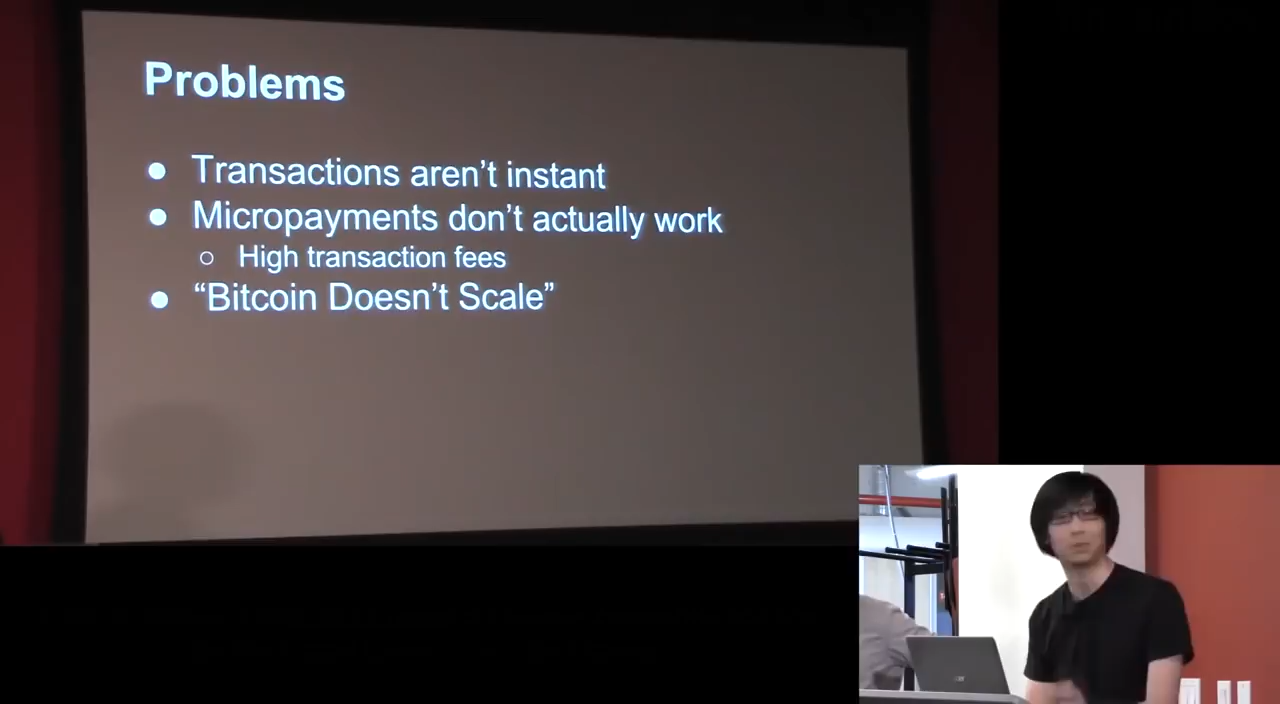 Problems
● Transactions aren’t instant
● Micropayments don’t actually work
○ High transaction fees
● “Bitcoin Doesn’t Scale”